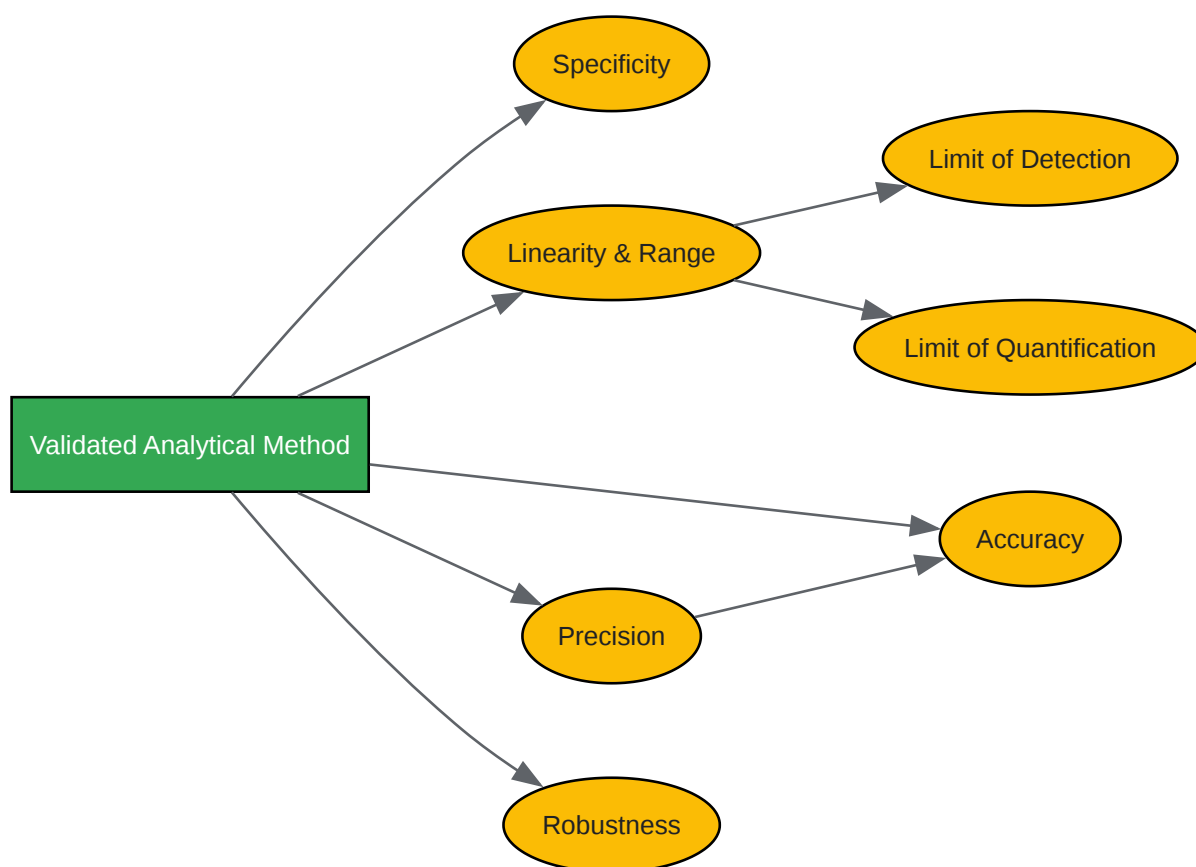 Specificity
Limit of Detection
Linearity & Range
Limit of Quantification
Validated Analytical Method
Accuracy
Precision
Robustness